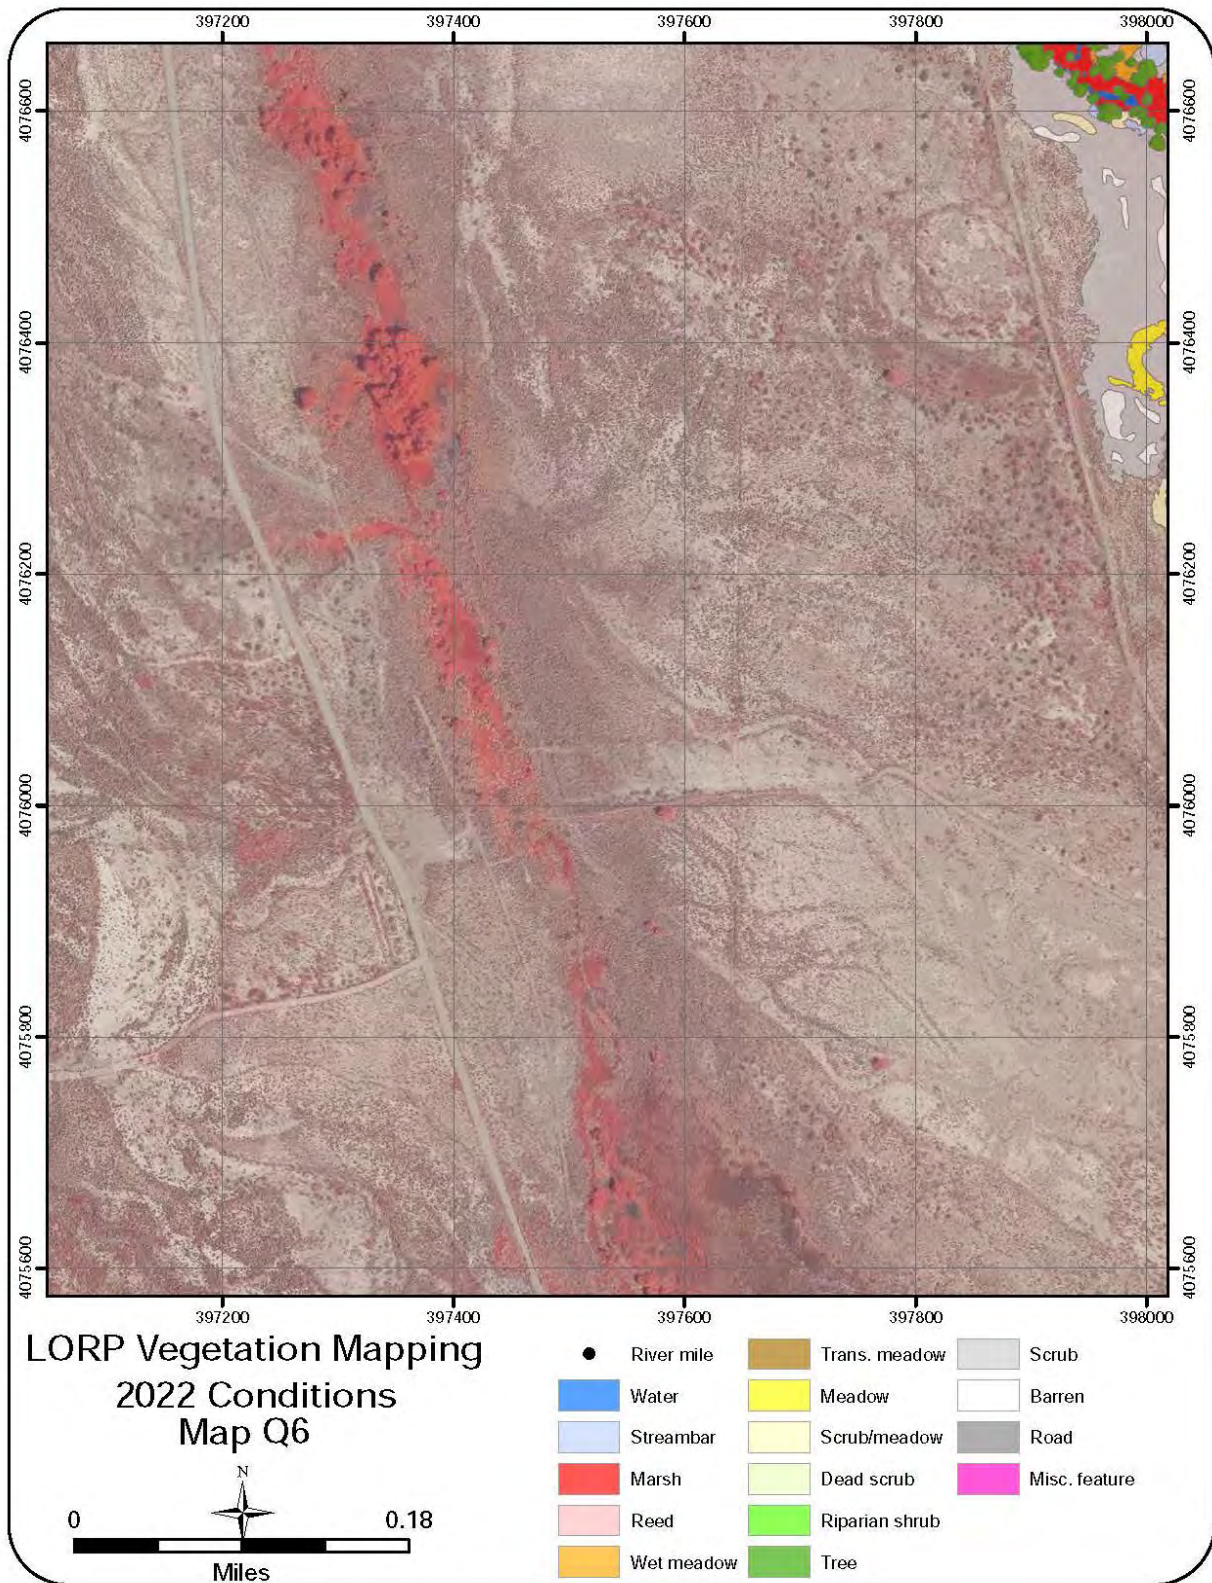 397200 397400 397600 397800 398000
4076600 4076600
4076400 4076400
4076200 4076200
4076000 4076000
4075800 4075800
4075600 4075600
397200 397400 397600 397800 398000
LORP Vegetation Mapping
2022 Conditions
Map Q6
N
0 0.18
Miles
River mile
Water
Streambar
Marsh
Reed
Wet meadow
Trans. meadow
Meadow
Scrub/meadow
Dead scrub
Riparian shrub
Tree
Scrub
Barren
Road
Misc. feature